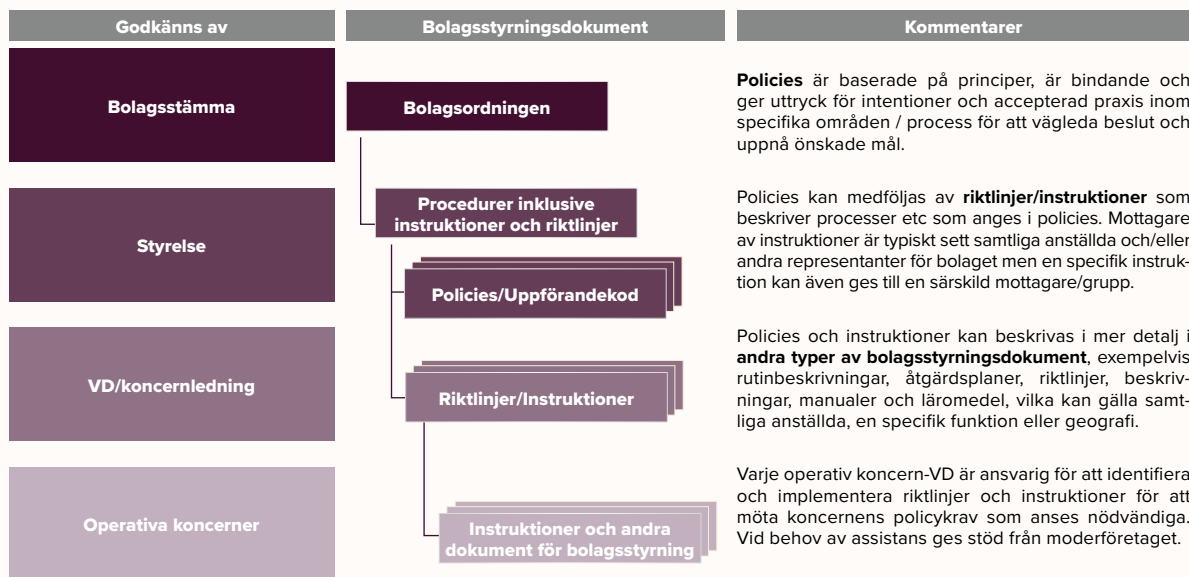 Godkänns av
Bolagsstyrningsdokument
Kommentarer
Bolagsstämma
Styrelse
VD/koncernledning
Operativa koncerner
Bolagsordningen
Procedurer inklusive
instruktioner och riktlinjer
Policies/Uppförandekod
Riktlinjer/Instruktioner
Instruktioner och andra
dokument för bolagsstyrning
Policies är baserade på principer, är bindande och
ger uttryck för intentioner och accepterad praxis inom
specifika områden / process för att vägleda beslut och
uppnå önskade mål.
Policies kan medföljas av riktlinjer/instruktioner som
beskriver processer etc som anges i policies. Mottagare
av instruktioner är typiskt sett samtliga anställda och/eller
andra representanter för bolaget men en specifik instruk-
tion kan även ges till en särskild mottagare/grupp.
Policies och instruktioner kan beskrivas i mer detalj i
andra typer av bolagsstyrningsdokument, exempelvis
rutinbeskrivningar, åtgärdsplaner, riktlinjer, beskriv-
ningar, manualer och läromedel, vilka kan gälla samt-
liga anställda, en specifik funktion eller geografi.
Varje operativ koncern-VD är ansvarig för att identifiera
och implementera riktlinjer och instruktioner för att
möta koncernens policykrav som anses nödvändiga.
Vid behov av assistans ges stöd från moderföretaget.